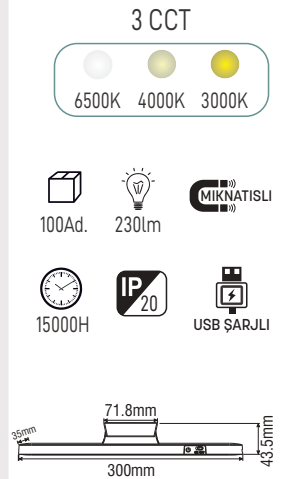 3 CCT
6500K 4000K 3000K
MIKNATISLI
100Ad. 230lm
IP 20
15000H USB ŞARJLI
71.8mm
35mm
43.5mm
300mm